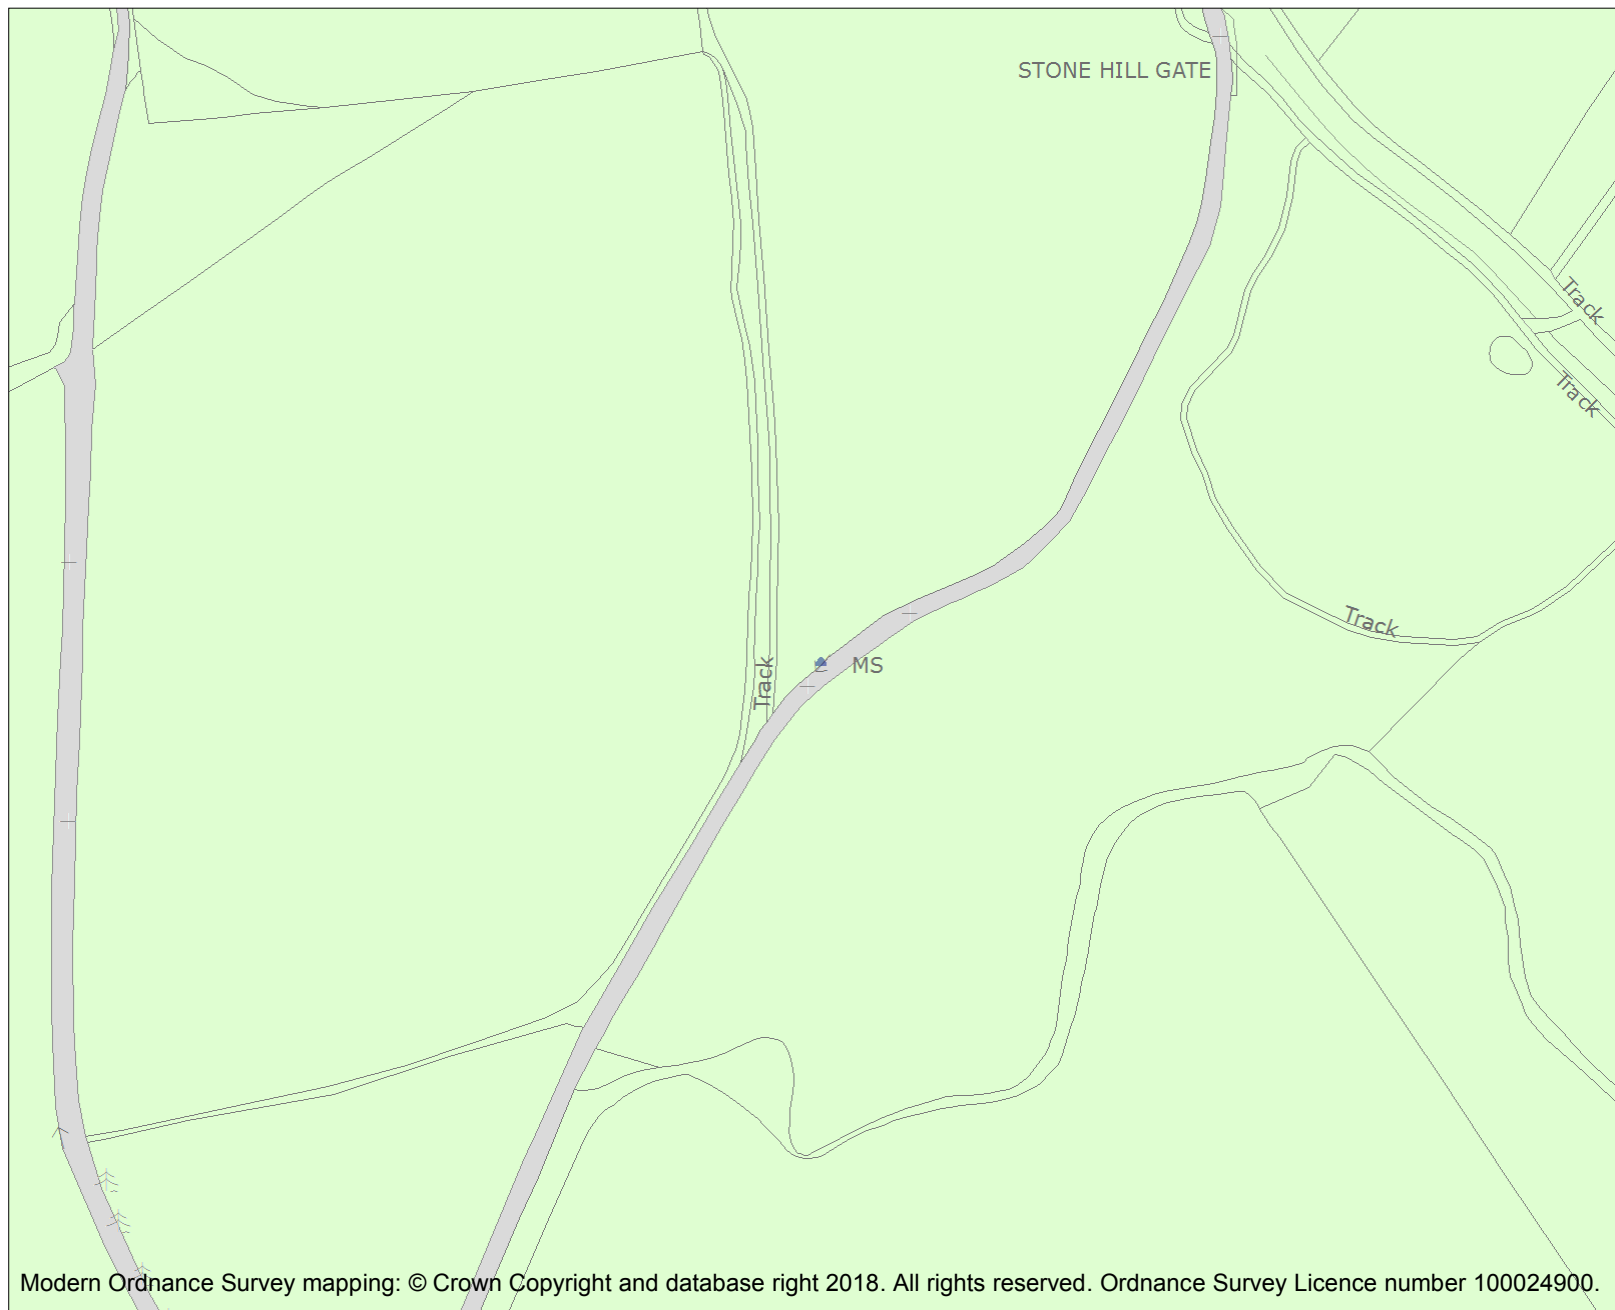 STONE HILL GATE
Track
Track
Track
MS
Track
Modern Ordnance Survey mapping: © Crown Copyright and database right 2018. All rights reserved. Ordnance Survey Licence number 100024900.